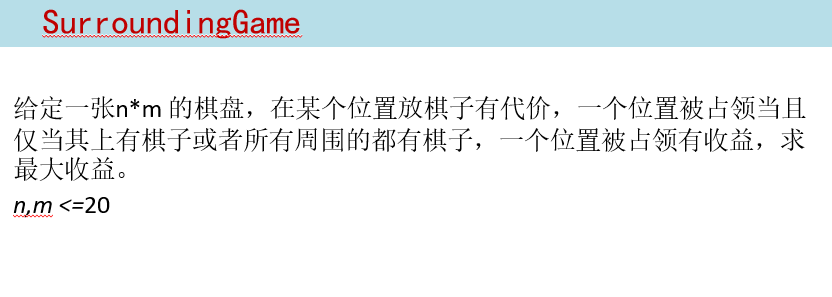 SurroundingGame
给定一张n*m 的棋盘，在某个位置放棋子有代价，一个位置被占领当且
仅当其上有棋子或者所有周围的都有棋子，一个位置被占领有收益，求
最大收益。
n,m <=20